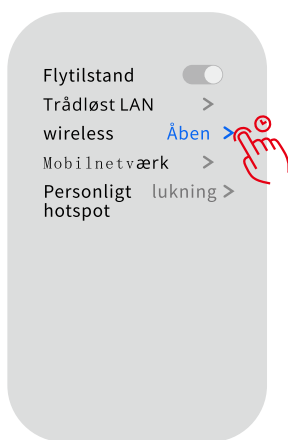 Flytilstand
Trådløst LAN >
wireless Åben >
Mobilnetværk >
Personligt lukning >
hotspot